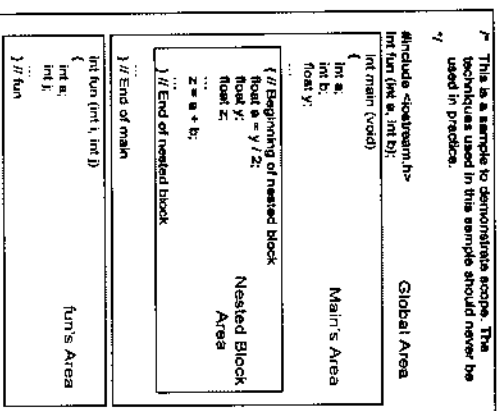 /* This is a sample to demonstrate scope. The
techniques used in this sample should never be
used in practice.
*/
#include <iostream.h>
int fun (int a, int b);
Global Area
int main (void)
{
int a;
int b;
float y;
Main's Area
...
{ // Beginning of nested block
float a = y / 2;
float y;
float z;
Nested Block
Area
...
z = a + b;
...
} // End of nested block
...
} // End of main
int fun (int i, int j)
{
int a;
int j;
fun's Area
...
} // fun